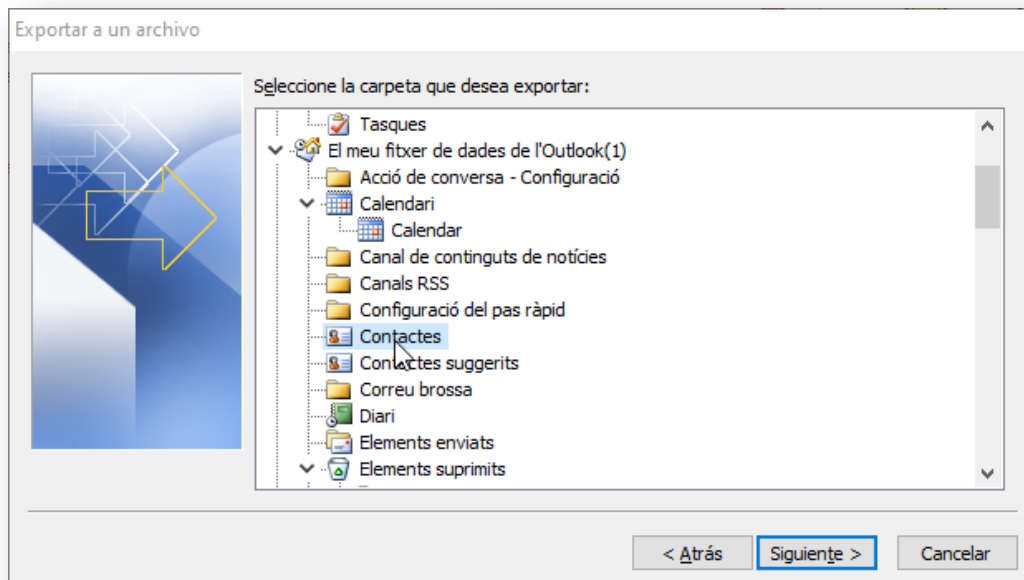 Exportar a un archivo
Seleccione la carpeta que desea exportar:
Tasques
El meu fitxer de dades de l'Outlook(1)
Acció de conversa - Configuració
Calendari
Calendar
Canal de continguts de notícies
Canals RSS
Configuració del pas ràpid
Contactes
Contactes suggerits
Correu brossa
Diari
Elements enviats
Elements suprimits
< Atrás
Siguiente >
Cancelar